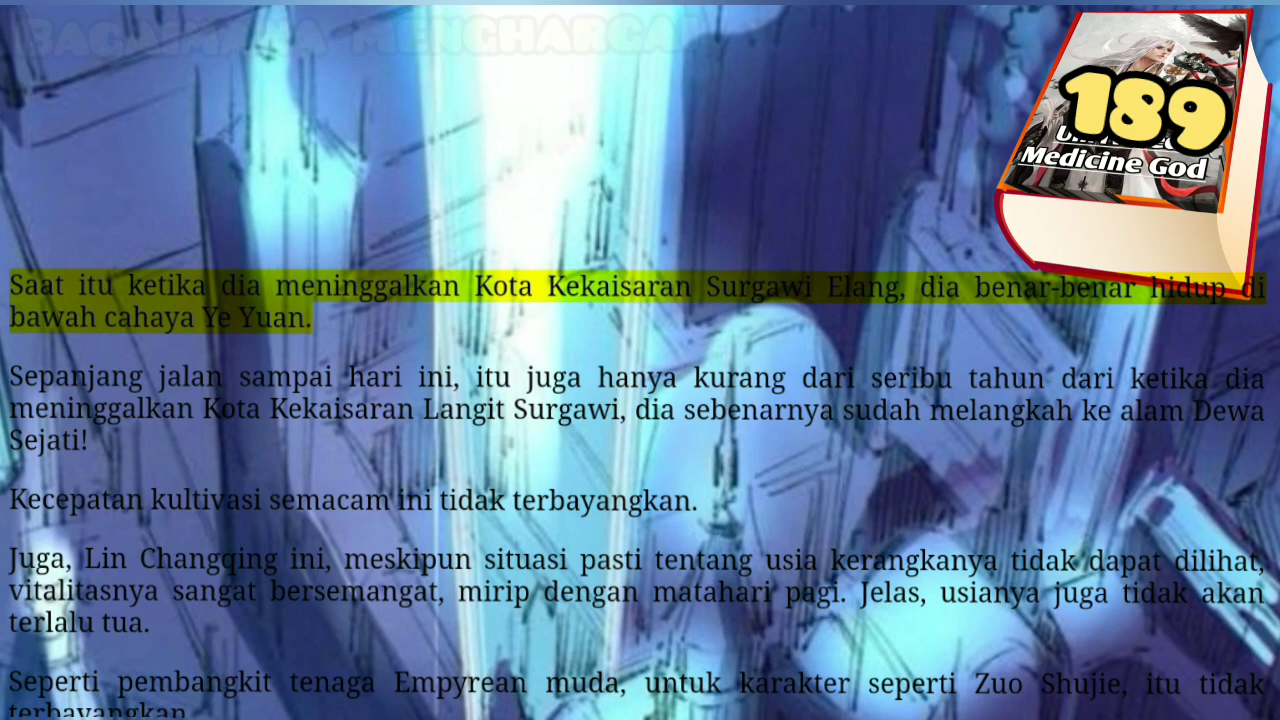 BAGAIMANA MENGHARGAI
189
Medicine God
Saat itu ketika dia meninggalkan Kota Kekaisaran Surgawi Elang, dia benar-benar hidup di
bawah cahaya Ye Yuan.
Sepanjang jalan sampai hari ini, itu juga hanya kurang dari seribu tahun dari ketika dia
meninggalkan Kota Kekaisaran Langit Surgawi, dia sebenarnya sudah melangkah ke alam Dewa
Sejati!
Kecepatan kultivasi semacam ini tidak terbayangkan.
Juga, Lin Changqing ini, meskipun situasi pasti tentang usia kerangkanya tidak dapat dilihat,
vitalitasnya sangat bersemangat, mirip dengan matahari pagi. Jelas, usianya juga tidak akan
terlalu tua.
Seperti pembangkit tenaga Empyrean muda, untuk karakter seperti Zuo Shujie, itu tidak
terbayangkan.